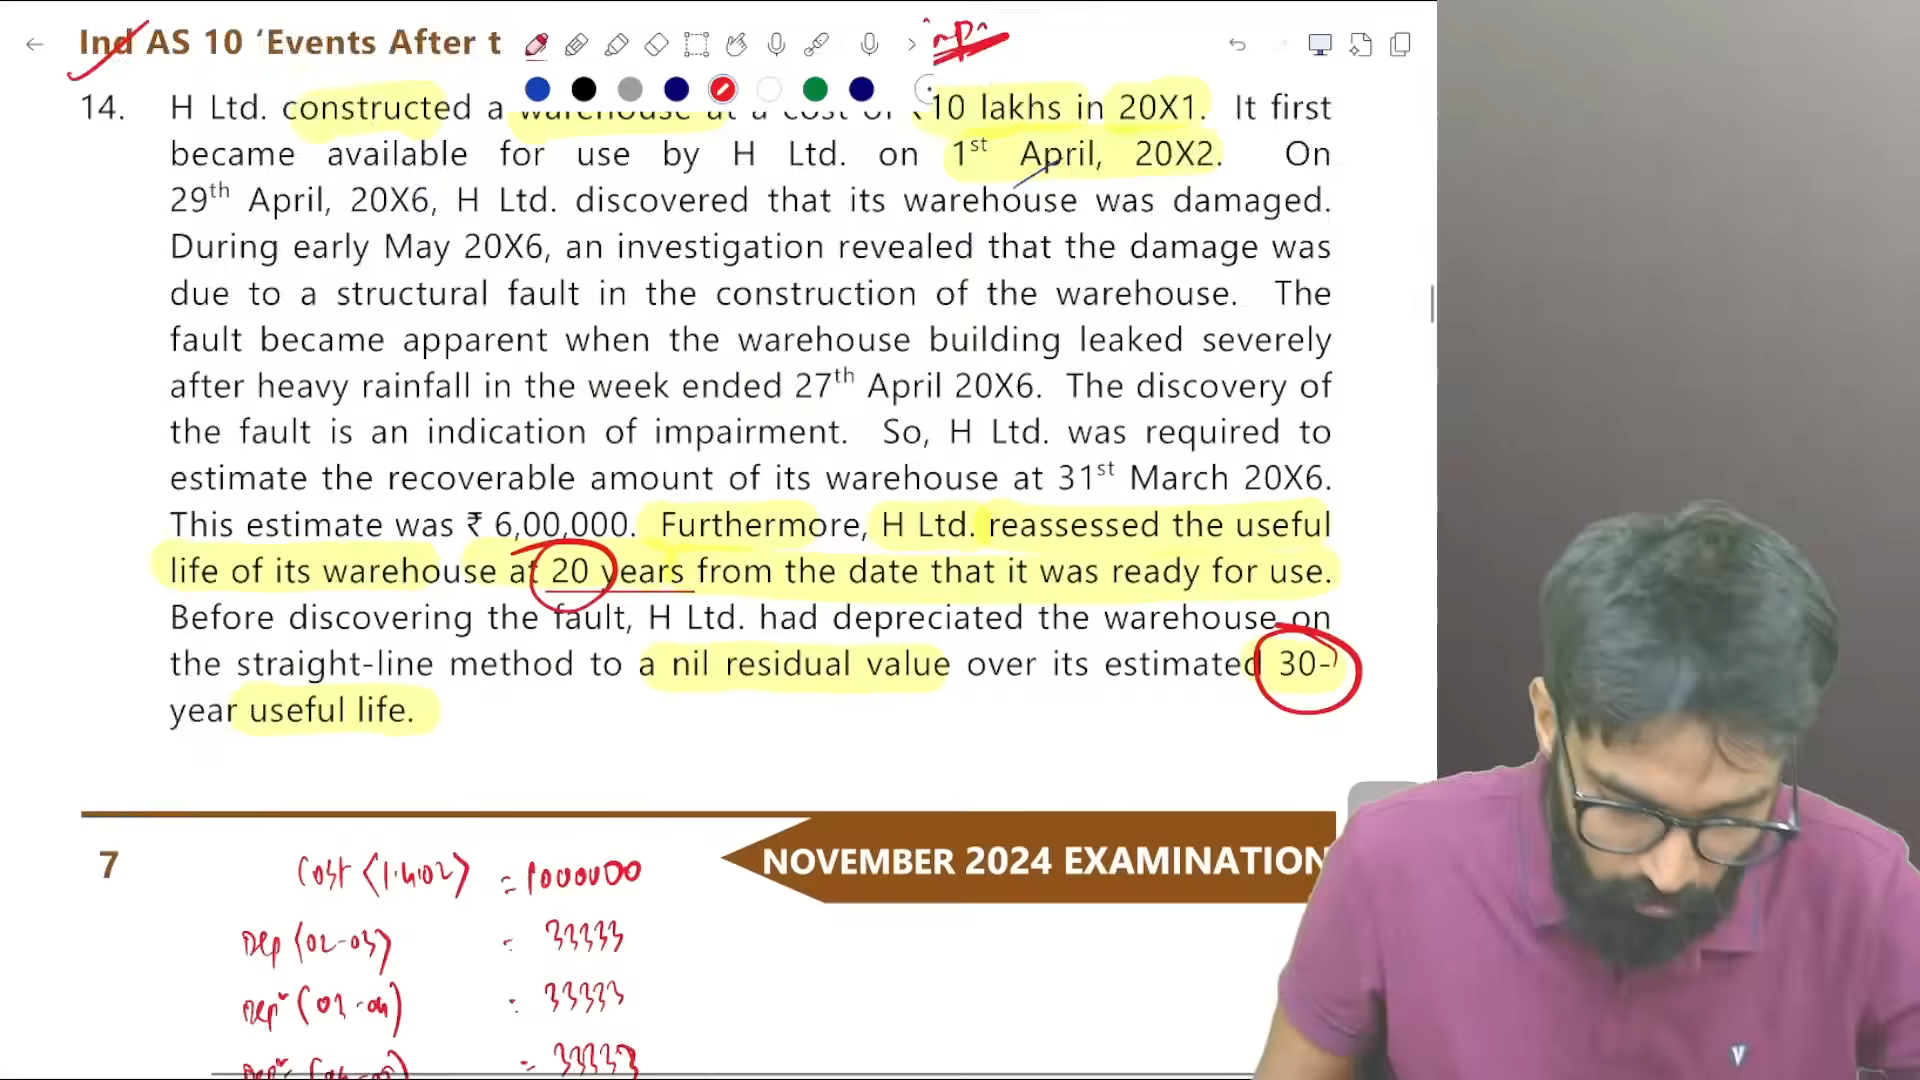 Ind AS 10 ‘Events After t
14. H Ltd. constructed a warehouse at a cost of ₹ 10 lakhs in 20X1. It first
became available for use by H Ltd. on 1st April, 20X2. On
29th April, 20X6, H Ltd. discovered that its warehouse was damaged.
During early May 20X6, an investigation revealed that the damage was
due to a structural fault in the construction of the warehouse. The
fault became apparent when the warehouse building leaked severely
after heavy rainfall in the week ended 27th April 20X6. The discovery of
the fault is an indication of impairment. So, H Ltd. was required to
estimate the recoverable amount of its warehouse at 31st March 20X6.
This estimate was ₹ 6,00,000. Furthermore, H Ltd. reassessed the useful
life of its warehouse at 20 years from the date that it was ready for use.
Before discovering the fault, H Ltd. had depreciated the warehouse on
the straight-line method to a nil residual value over its estimated 30-
year useful life.
7
NOVEMBER 2024 EXAMINATION
Cost (1.4.02) = 1000000
Dep (02-03) = 33333
Dep (03-04) = 33333
= 33333